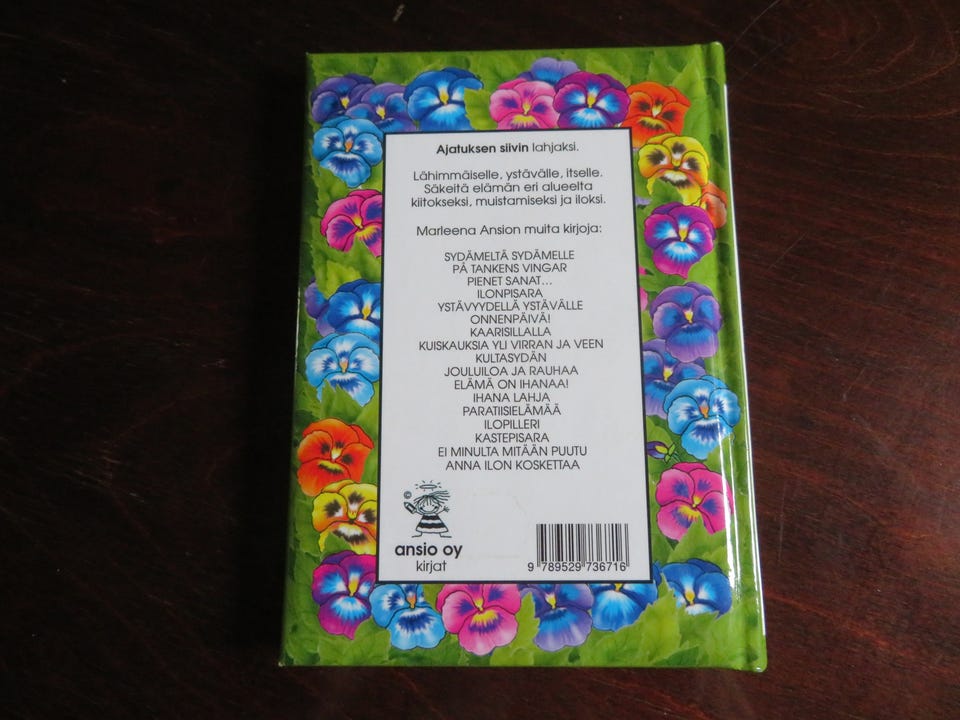 Ajatuksen siivin lahjaksi.
Lähimmäiselle, ystävälle, itselle.
Säkeitä elämän eri alueelta
kiitokseksi, muistamiseksi ja iloksi.
Marleena Ansion muita kirjoja:
SYDÄMELTÄ SYDÄMELLE
PÅ TANKENS VINGAR
PIENET SANAT...
ILONPISARA
YSTÄVYYDELLÄ YSTÄVÄLLE
ONNENPÄIVÄ!
KAARISILLALLA
KUISKAUKSIA YLI VIRRAN JA VEEN
KULTASYDÄN
JOULUILOA JA RAUHAA
ELÄMÄ ON IHANAA!
IHANA LAHJA
PARATIISIELÄMÄÄ
ILOPILLERI
KASTEPISARA
EI MINULTA MITÄÄN PUUTU
ANNA ILON KOSKETTAA
©
ansio oy
kirjat
9 789529 736716